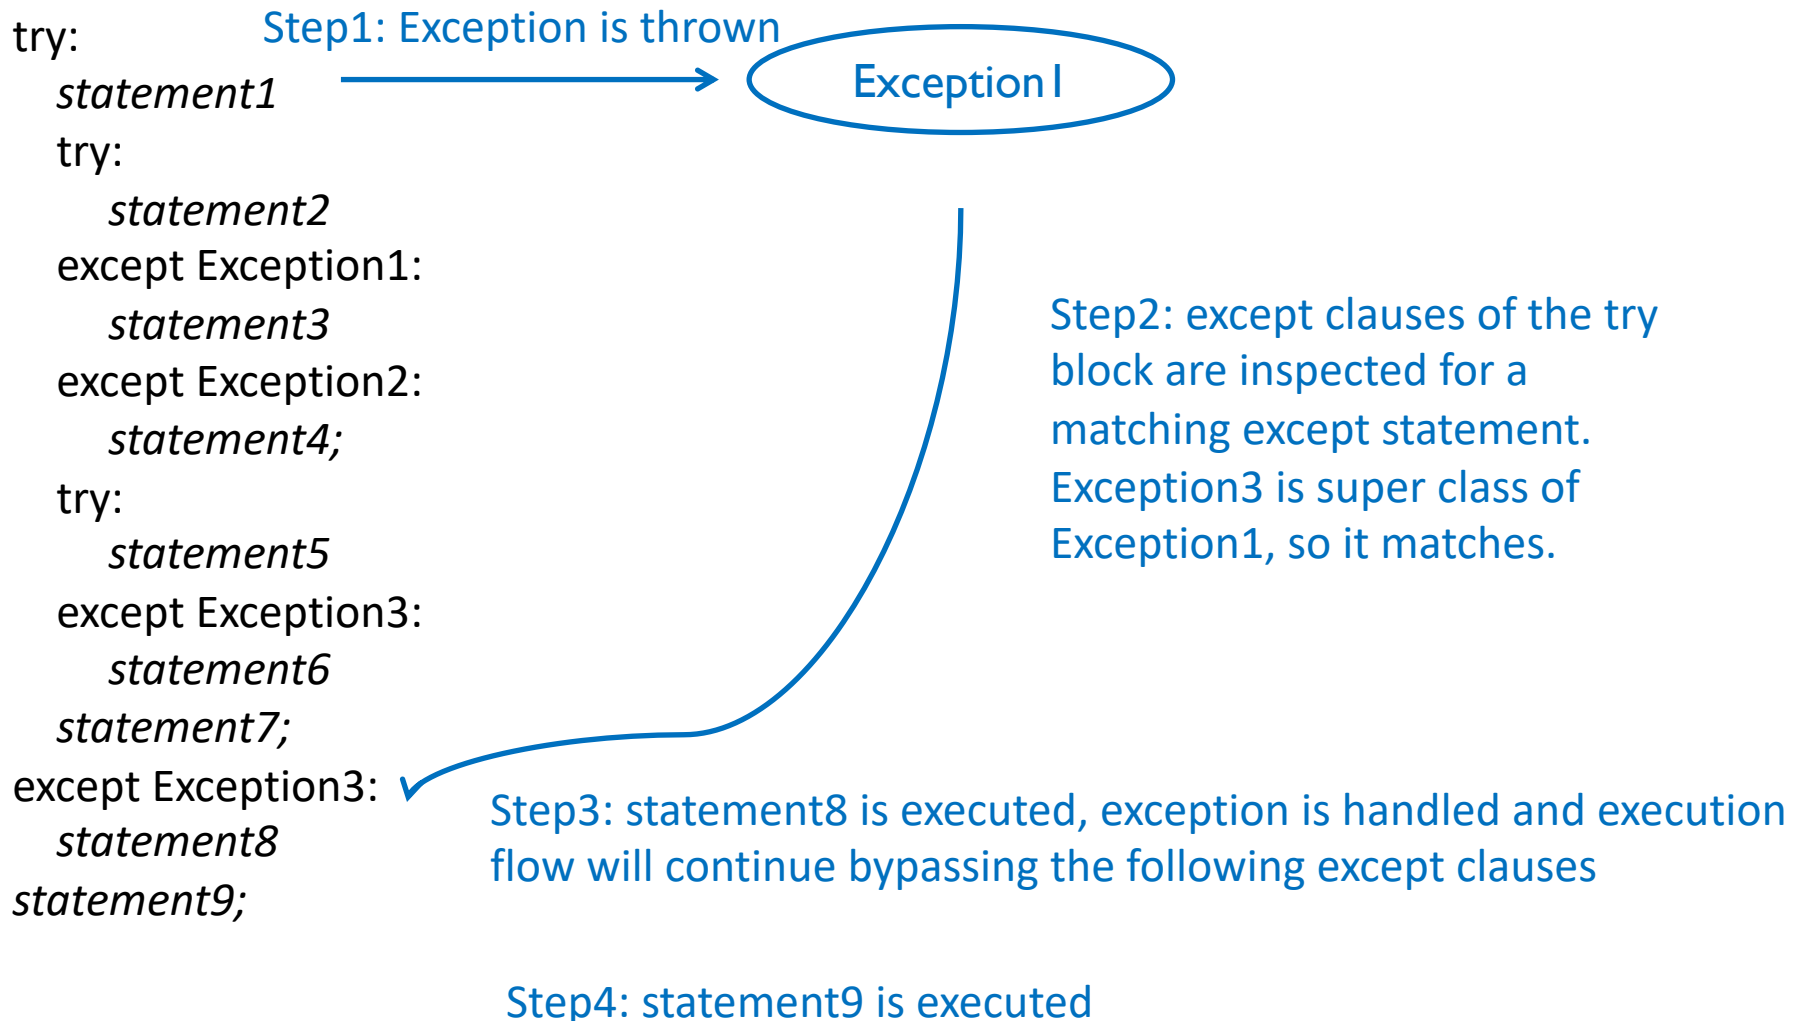 try:
statement1
try:
statement2
except Exception1:
statement3
except Exception2:
statement4;
try:
statement5
except Exception3:
statement6
statement7;
except Exception3:
statement8
statement9;
Step1: Exception is thrown
Exception1
Step2: except clauses of the try
block are inspected for a
matching except statement.
Exception3 is super class of
Exception1, so it matches.
Step3: statement8 is executed, exception is handled and execution
flow will continue bypassing the following except clauses
Step4: statement9 is executed